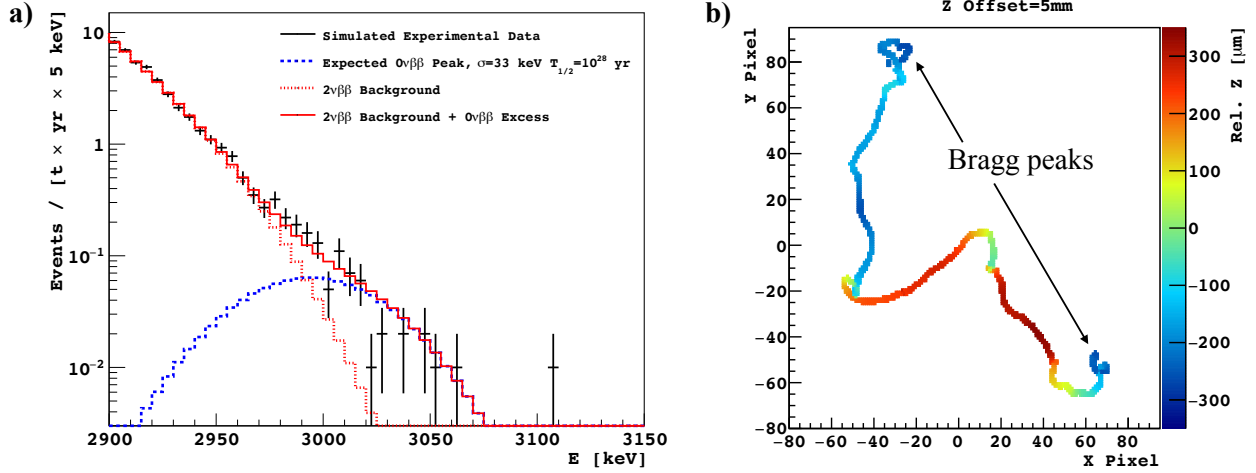 a)
Events / [t × yr × 5 keV]
10
1
10⁻¹
10⁻²
Simulated Experimental Data
Expected 0νββ Peak, σ=33 keV T₁/₂=10²⁸ yr
2νββ Background
2νββ Background + 0νββ Excess
2900 2950 3000 3050 3100 3150
E [keV]
b)
Z Offset=5mm
Y Pixel
80
60
40
20
0
−20
−40
−60
−80
Bragg peaks
−80 −60 −40 −20 0 20 40 60 80
X Pixel
Rel. Z [μm]
300
200
100
0
−100
−200
−300